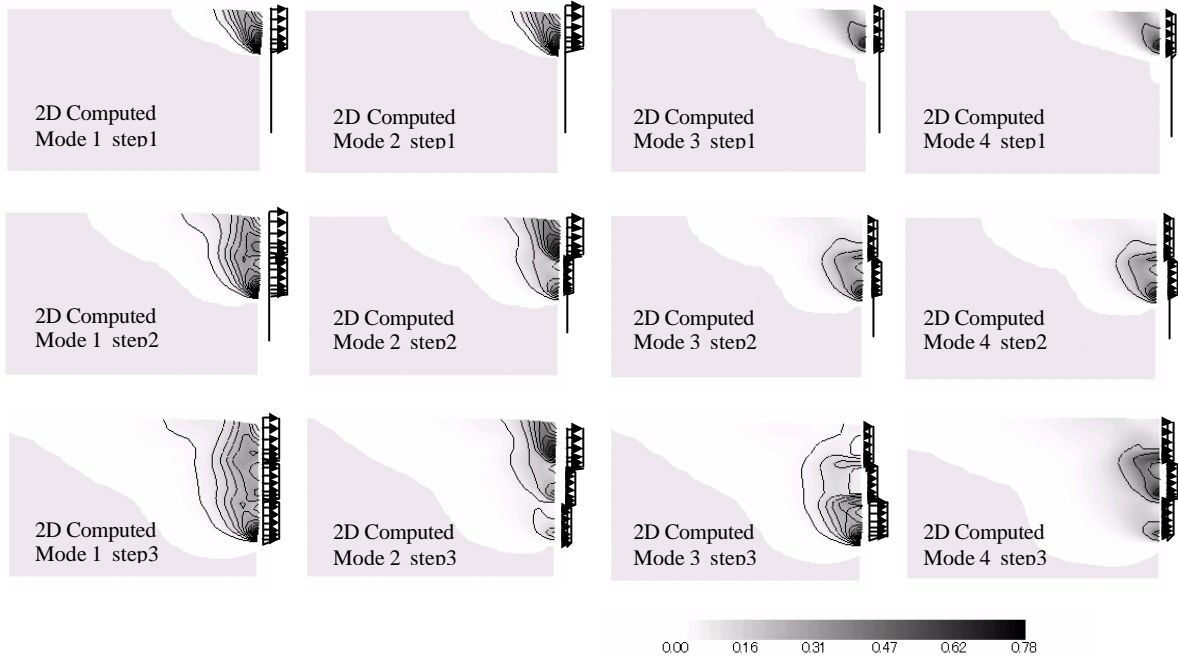 2D Computed
Mode 1 step1
2D Computed
Mode 2 step1
2D Computed
Mode 3 step1
2D Computed
Mode 4 step1
2D Computed
Mode 1 step2
2D Computed
Mode 2 step2
2D Computed
Mode 3 step2
2D Computed
Mode 4 step2
2D Computed
Mode 1 step3
2D Computed
Mode 2 step3
2D Computed
Mode 3 step3
2D Computed
Mode 4 step3
0.00 0.16 0.31 0.47 0.62 0.78